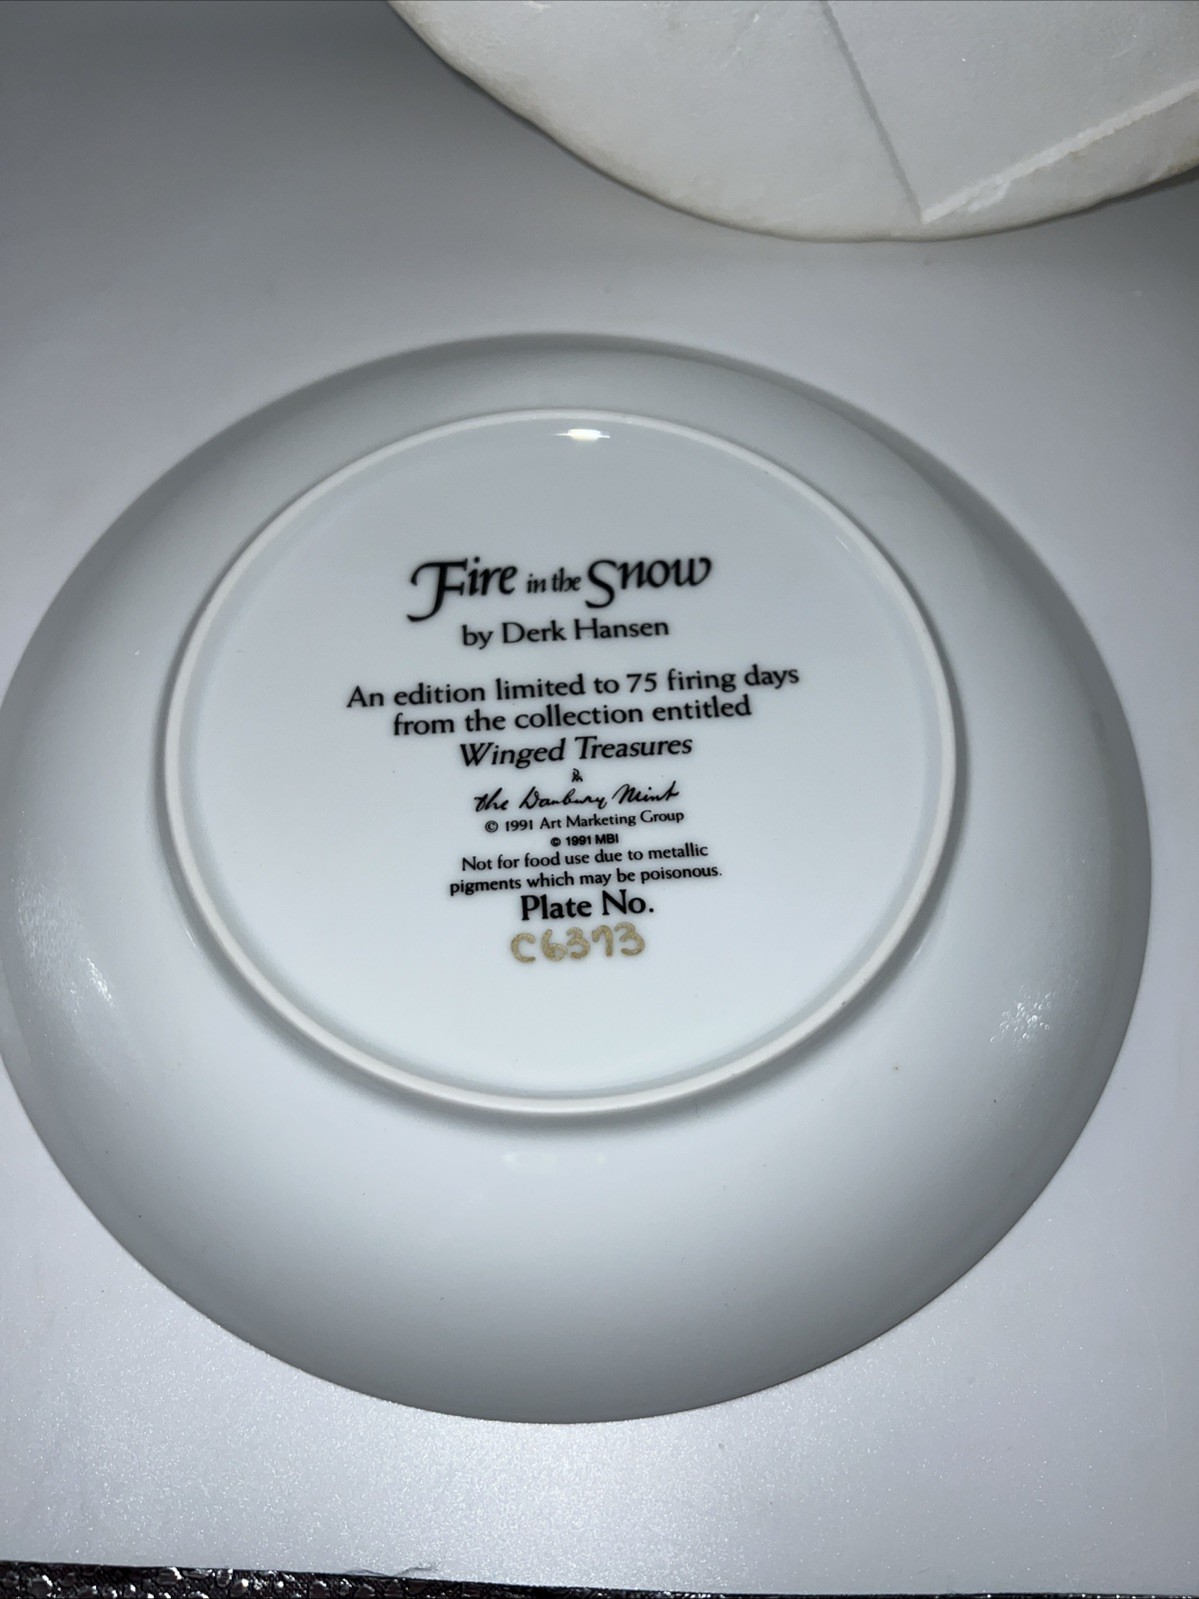 Fire in the Snow
by Derk Hansen
An edition limited to 75 firing days
from the collection entitled
Winged Treasures
The Danbury Mint
© 1991 Art Marketing Group
© 1991 MBI
Not for food use due to metallic
pigments which may be poisonous.
Plate No.
C6373